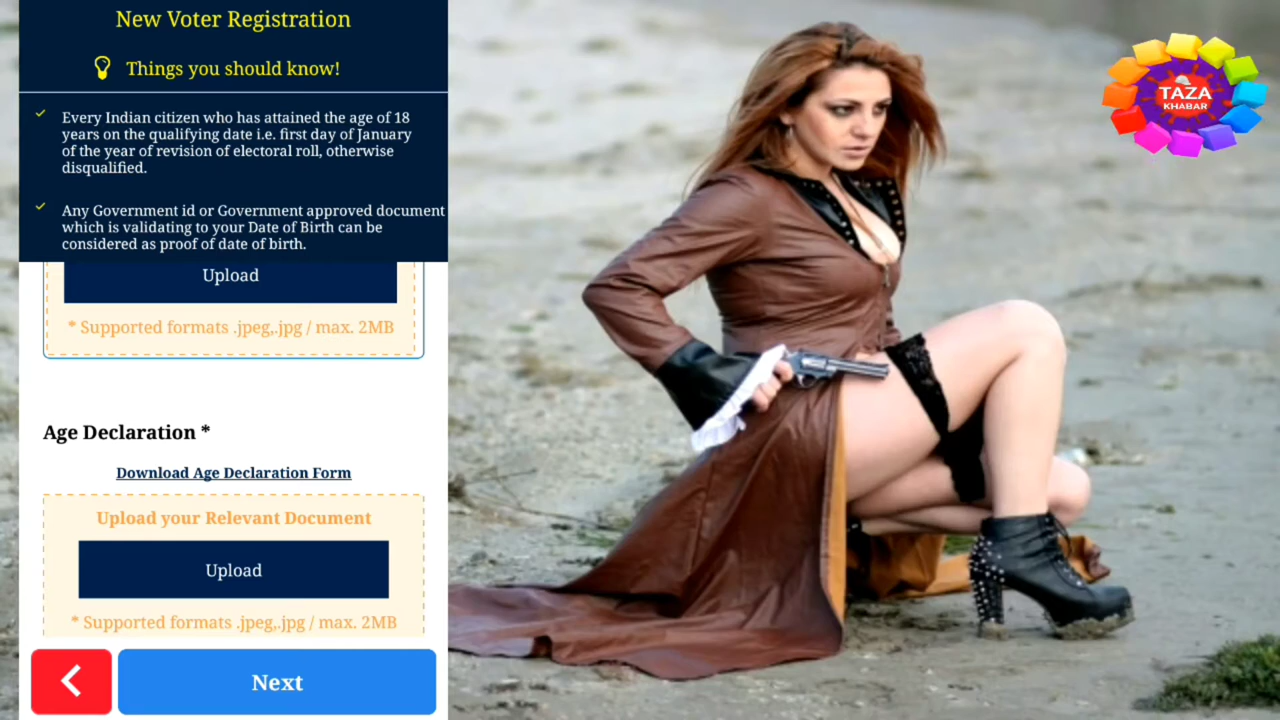 New Voter Registration
Things you should know!
Every Indian citizen who has attained the age of 18
years on the qualifying date i.e. first day of January
of the year of revision of electoral roll, otherwise
disqualified.
Any Government id or Government approved document
which is validating to your Date of Birth can be
considered as proof of date of birth.
Upload
* Supported formats .jpeg,.jpg / max. 2MB
Age Declaration *
Download Age Declaration Form
Upload your Relevant Document
Upload
* Supported formats .jpeg,.jpg / max. 2MB
Next
TAZA
KHABAR